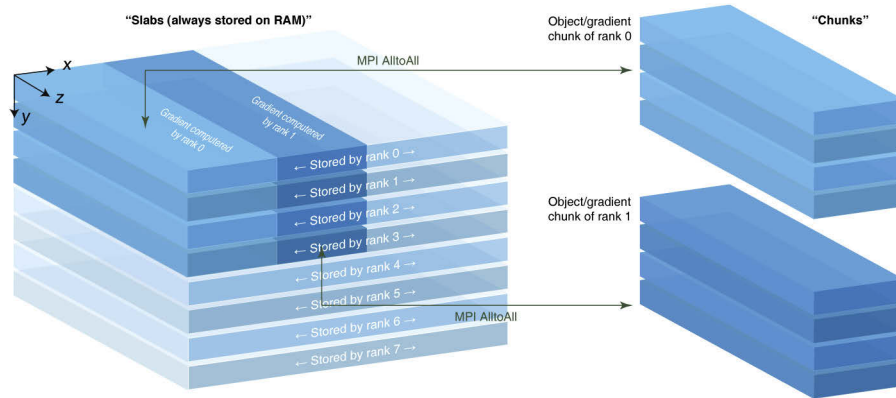 “Slabs (always stored on RAM)”
Object/gradient
chunk of rank 0
“Chunks”
MPI AlltoAll
x
z
y
Gradient computered
by rank 0
Gradient computered
by rank 1
← Stored by rank 0 →
← Stored by rank 1 →
← Stored by rank 2 →
← Stored by rank 3 →
← Stored by rank 4 →
← Stored by rank 5 →
← Stored by rank 6 →
← Stored by rank 7 →
Object/gradient
chunk of rank 1
MPI AlltoAll